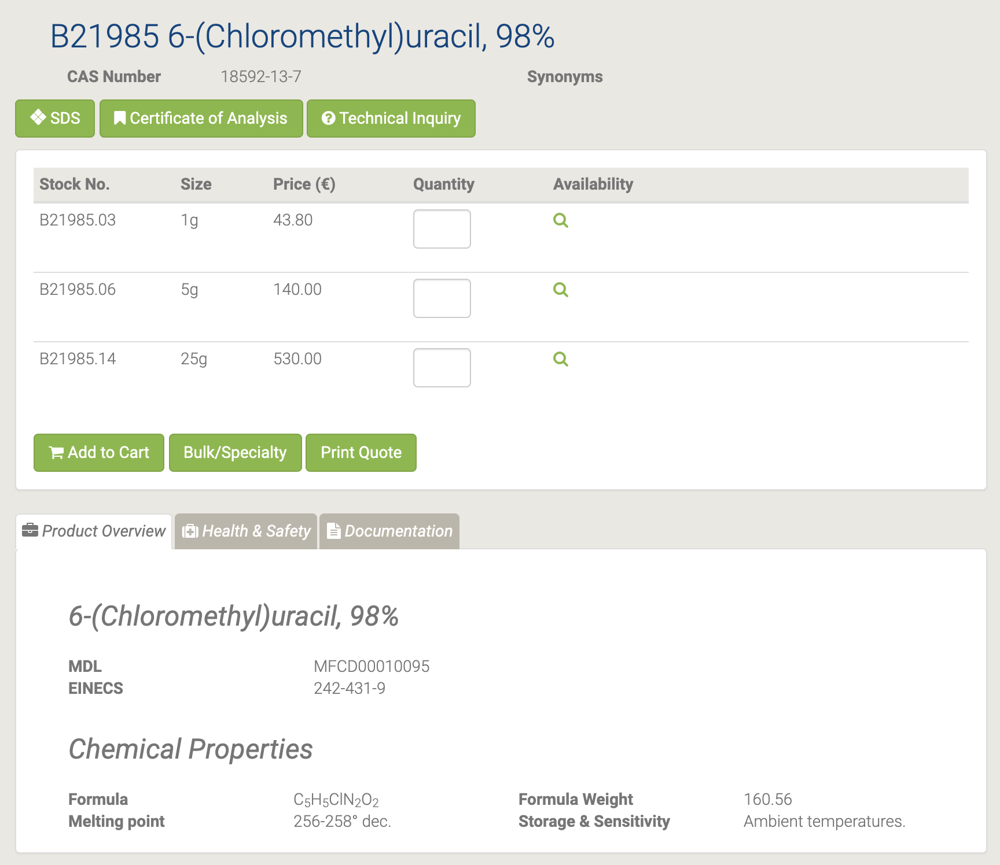 B21985 6-(Chloromethyl)uracil, 98%
CAS Number 18592-13-7 Synonyms
SDS Certificate of Analysis Technical Inquiry
Stock No. Size Price (€) Quantity Availability
B21985.03 1g 43.80
B21985.06 5g 140.00
B21985.14 25g 530.00
Add to Cart Bulk/Specialty Print Quote
Product Overview Health & Safety Documentation
6-(Chloromethyl)uracil, 98%
MDL MFCD00010095
EINECS 242-431-9
Chemical Properties
Formula C₅H₅ClN₂O₂ Formula Weight 160.56
Melting point 256-258° dec. Storage & Sensitivity Ambient temperatures.